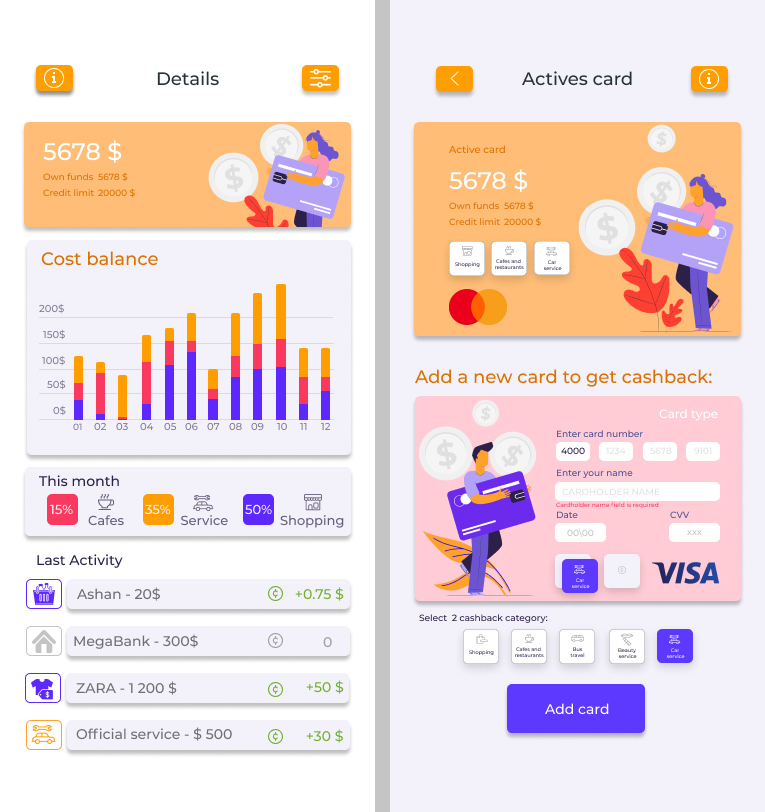 Details
5678 $
Own funds 5678 $
Credit limit 20000 $
Cost balance
200$
150$
100$
50$
0$
01 02 03 04 05 06 07 08 09 10 11 12
This month
15% Cafes 35% Service 50% Shopping
Last Activity
Ashan - 20$ +0.75 $
MegaBank - 300$ 0
ZARA - 1 200 $ +50 $
$
Official service - $ 500 +30 $
Actives card
Active card
5678 $
Own funds 5678 $
Credit limit 20000 $
Shopping
Cafes and
restaurants
Car
service
Add a new card to get cashback:
Card type
Enter card number
4000 1234 5678 9101
Enter your name
CARDHOLDER NAME
Cardholder name field is required
Date CVV
00\00 xxx
Car
service
VISA
Select 2 cashback category:
Shopping
Cafes and
restaurants
Bus
travel
Beauty
service
Car
service
Add card